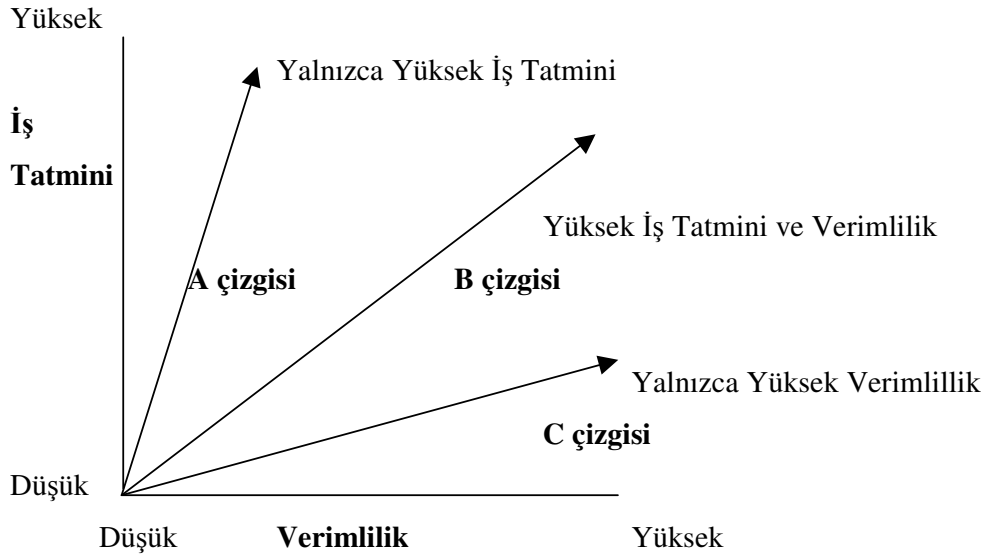 Yüksek
Yalnızca Yüksek İş Tatmini
İş
Tatmini
Yüksek İş Tatmini ve Verimlilik
A çizgisi
B çizgisi
Yalnızca Yüksek Verimlillik
C çizgisi
Düşük
Düşük
Verimlilik
Yüksek